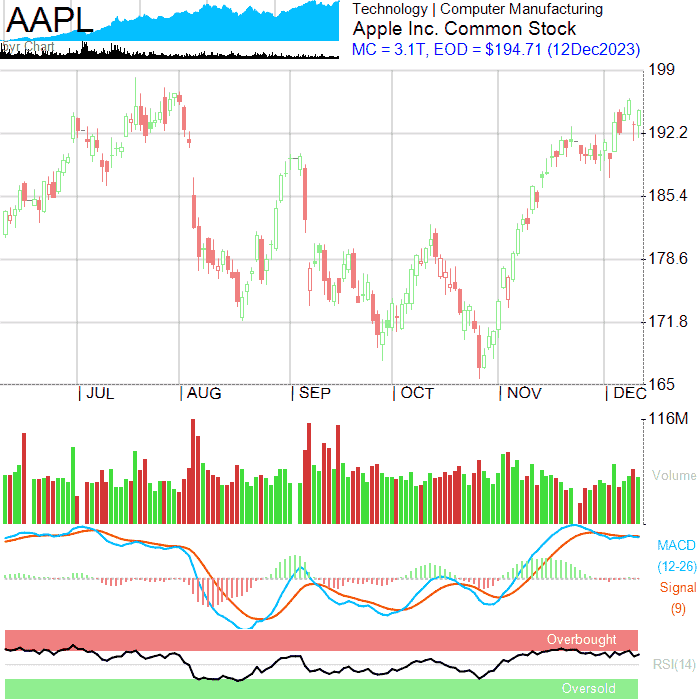 AAPL
Technology | Computer Manufacturing
Apple Inc. Common Stock
MC = 3.1T, EOD = $194.71 (12Dec2023)
Chart
199
192.2
185.4
178.6
171.8
165
| JUL | AUG | SEP | OCT | NOV | DEC
116M
Volume
MACD
(12-26)
Signal
(9)
Overbought
RSI(14)
Oversold